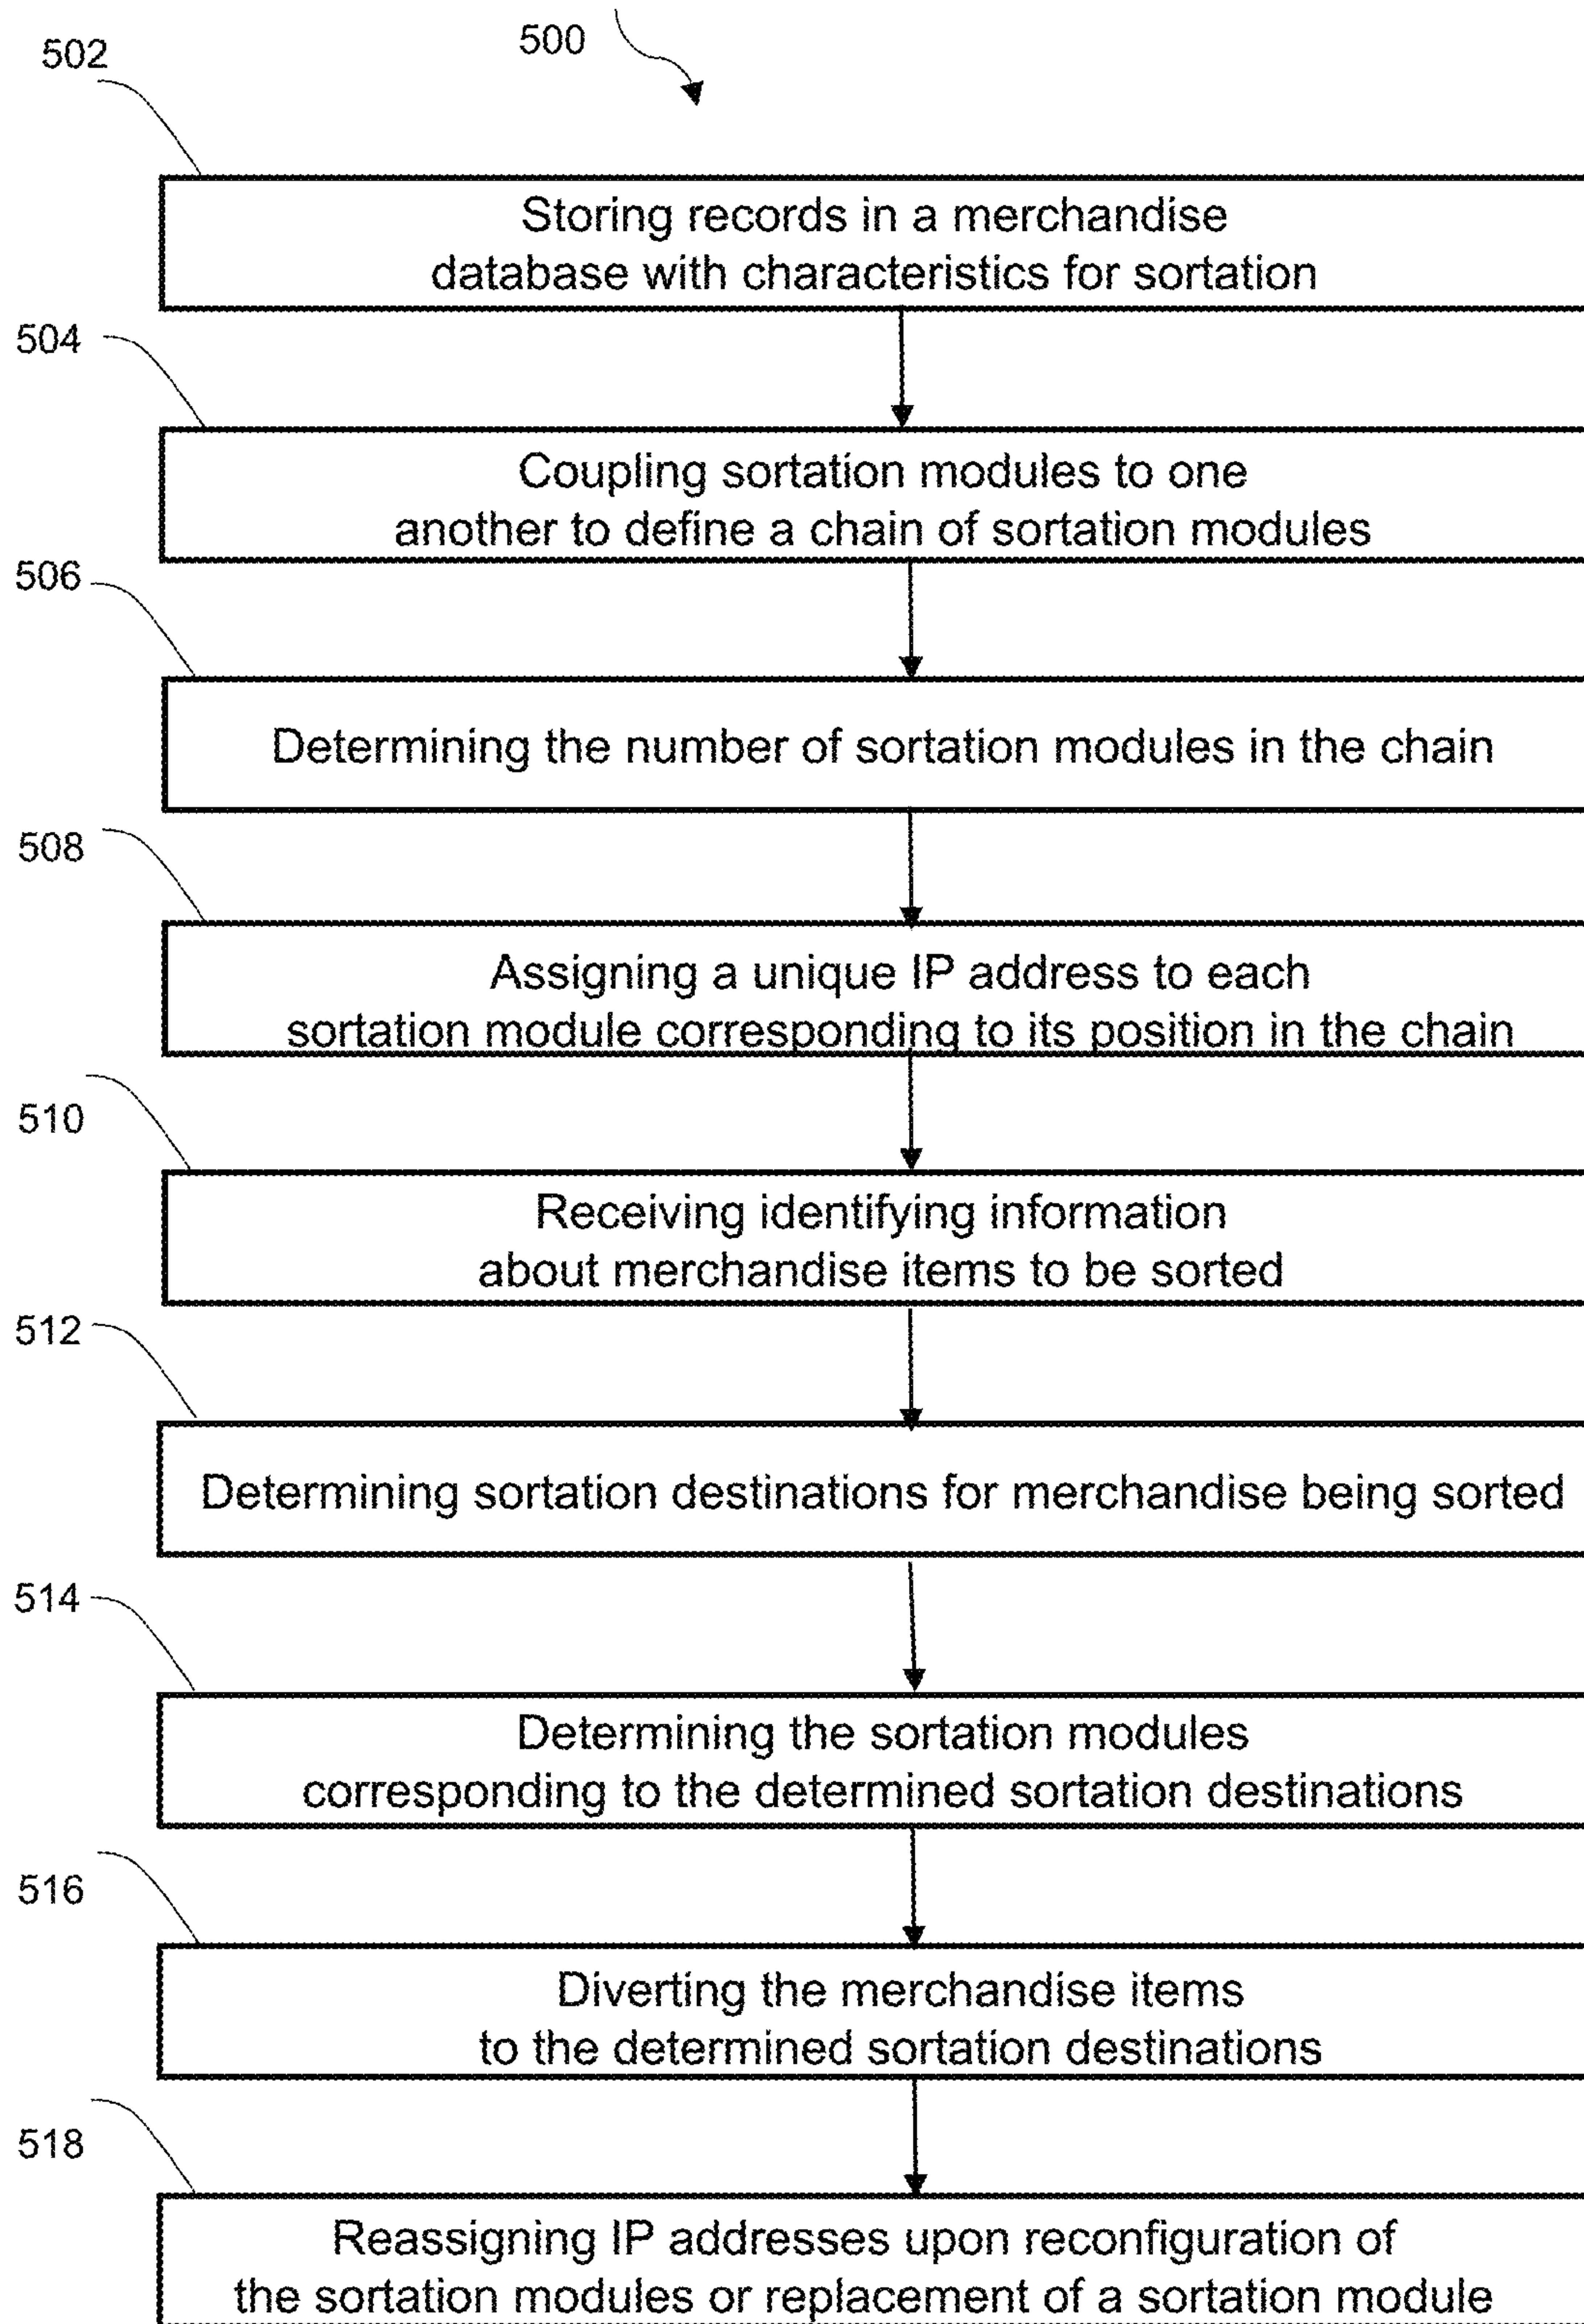 500
502
Storing records in a merchandise
database with characteristics for sortation
504
Coupling sortation modules to one
another to define a chain of sortation modules
506
Determining the number of sortation modules in the chain
508
Assigning a unique IP address to each
sortation module corresponding to its position in the chain
510
Receiving identifying information
about merchandise items to be sorted
512
Determining sortation destinations for merchandise being sorted
514
Determining the sortation modules
corresponding to the determined sortation destinations
516
Diverting the merchandise items
to the determined sortation destinations
518
Reassigning IP addresses upon reconfiguration of
the sortation modules or replacement of a sortation module